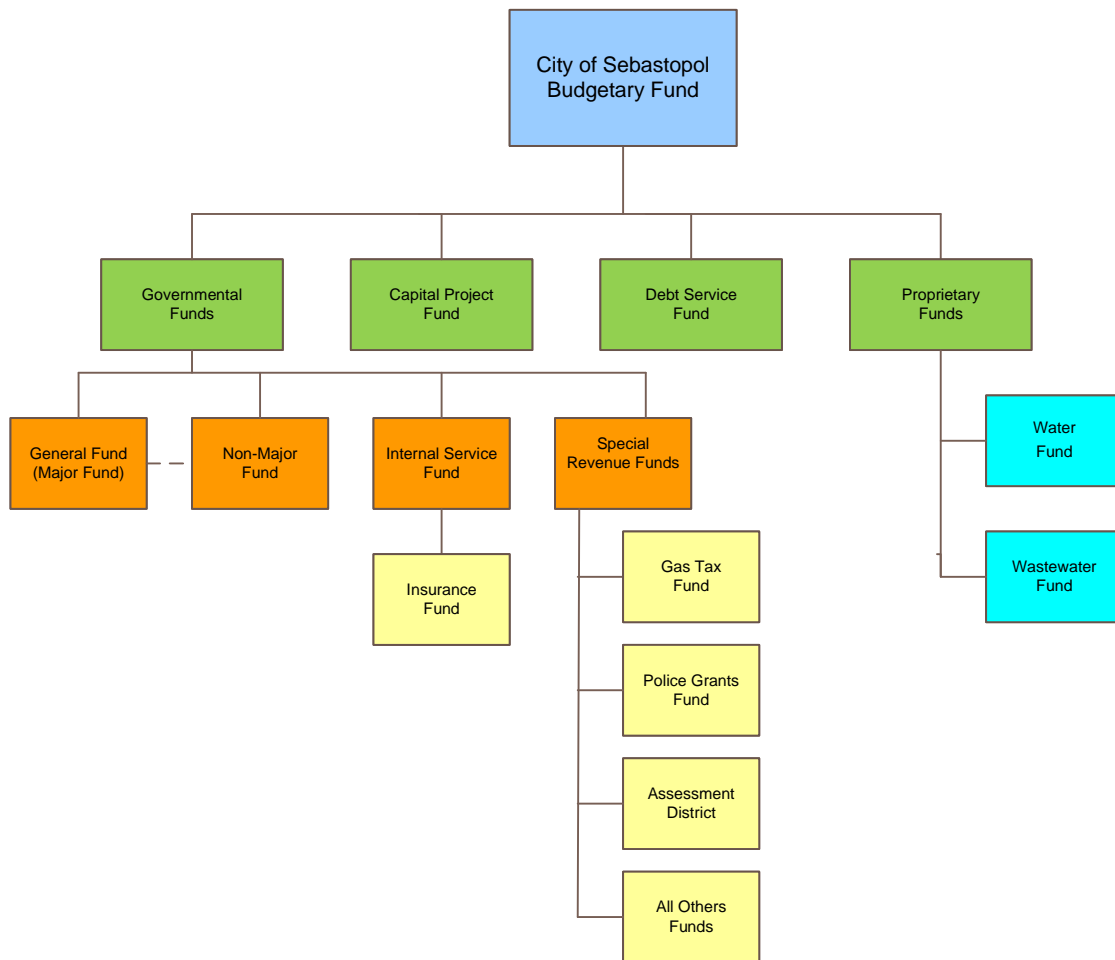 City of Sebastopol
Budgetary Fund
Governmental
Funds
Capital Project
Fund
Debt Service
Fund
Proprietary
Funds
General Fund
(Major Fund)
Non-Major
Fund
Internal Service
Fund
Special
Revenue Funds
Water
Fund
Wastewater
Fund
Insurance
Fund
Gas Tax
Fund
Police Grants
Fund
Assessment
District
All Others
Funds